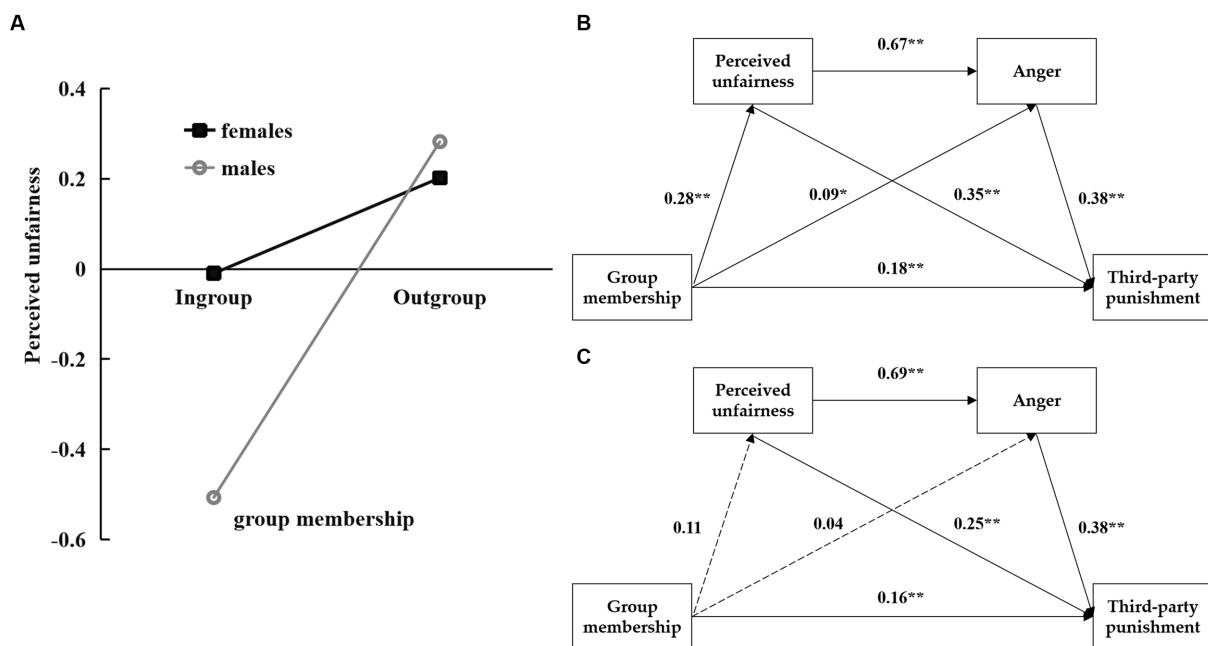 A
0.4
0.2
0
-0.2
-0.4
-0.6
Perceived unfairness
females
males
Ingroup
Outgroup
group membership
B
Perceived
unfairness
0.67**
Anger
0.28**
0.09*
0.35**
0.38**
Group
membership
0.18**
Third-party
punishment
C
Perceived
unfairness
0.69**
Anger
0.11
0.04
0.25**
0.38**
Group
membership
0.16**
Third-party
punishment